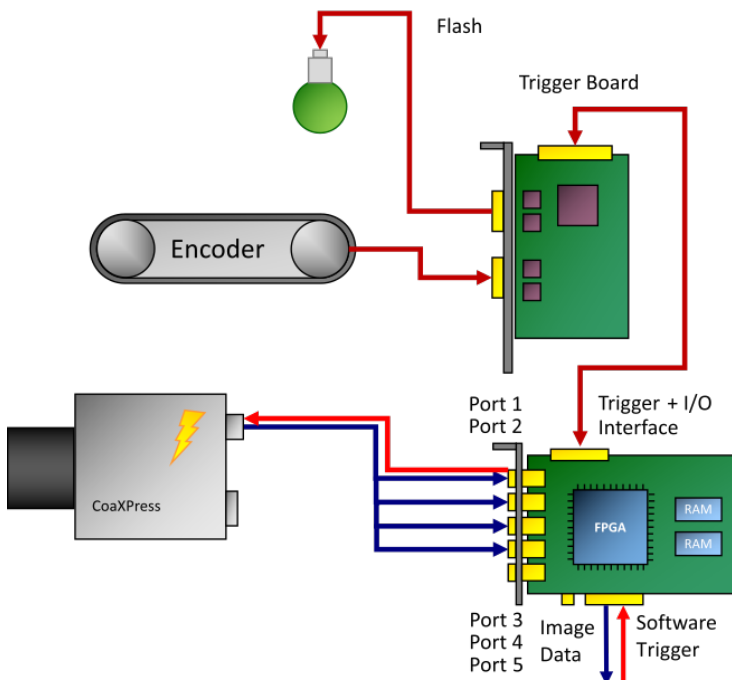 Flash
Trigger Board
Encoder
Port 1
Port 2
Trigger + I/O
Interface
CoaXPress
FPGA
RAM
RAM
Port 3
Port 4
Port 5
Image
Data
Software
Trigger